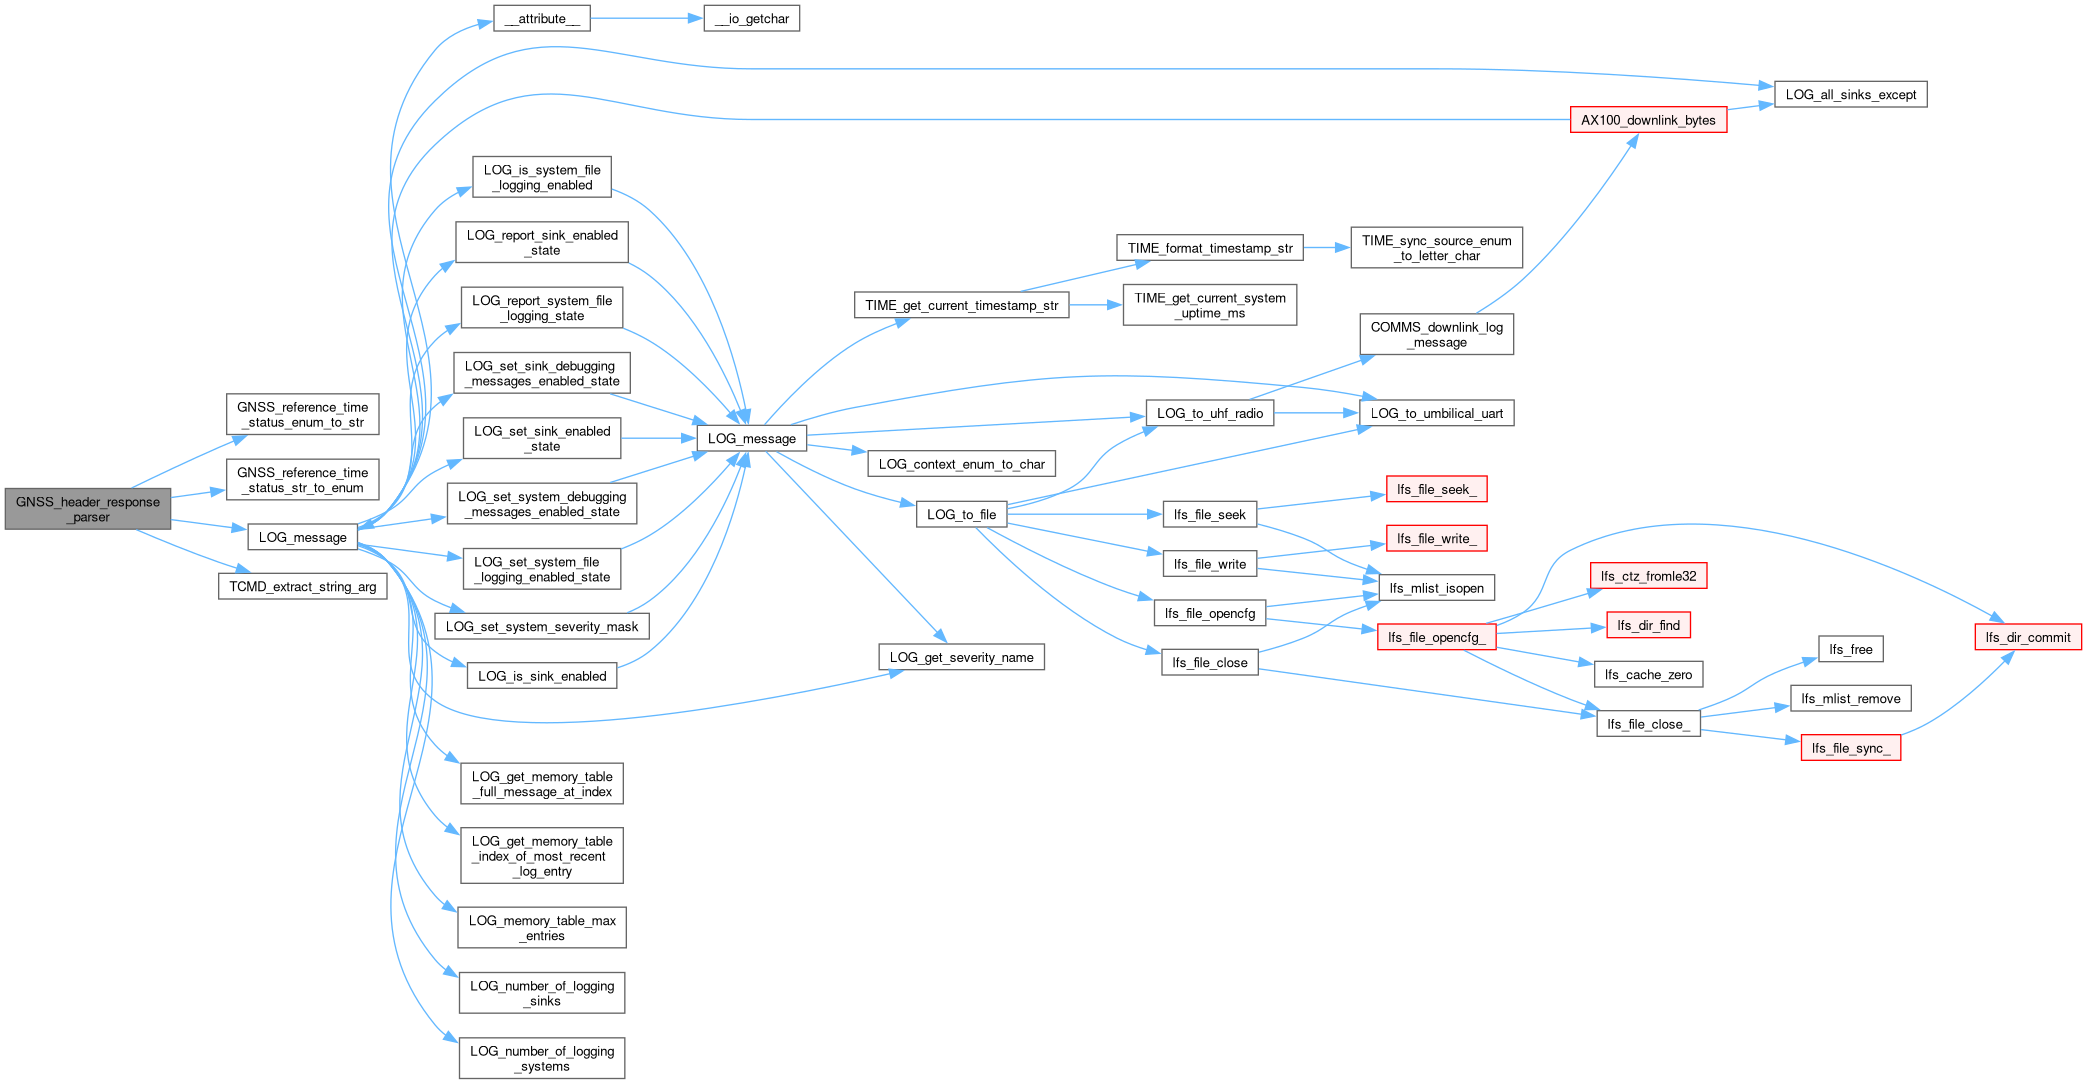 __attribute__
__io_getchar
LOG_all_sinks_except
AX100_downlink_bytes
LOG_is_system_file
_logging_enabled
LOG_report_sink_enabled
_state
TIME_format_timestamp_str
TIME_sync_source_enum
_to_letter_char
LOG_report_system_file
_logging_state
TIME_get_current_timestamp_str
TIME_get_current_system
_uptime_ms
COMMS_downlink_log
_message
LOG_set_sink_debugging
_messages_enabled_state
GNSS_reference_time
_status_enum_to_str
LOG_to_uhf_radio
LOG_to_umbilical_uart
LOG_set_sink_enabled
_state
LOG_message
LOG_context_enum_to_char
GNSS_reference_time
_status_str_to_enum
GNSS_header_response
_parser
LOG_set_system_debugging
_messages_enabled_state
LOG_to_file
lfs_file_seek
lfs_file_seek_
LOG_message
lfs_file_write
lfs_file_write_
LOG_set_system_file
_logging_enabled_state
TCMD_extract_string_arg
lfs_mlist_isopen
lfs_ctz_fromle32
lfs_file_opencfg
lfs_file_opencfg_
lfs_dir_find
lfs_dir_commit
LOG_set_system_severity_mask
LOG_get_severity_name
lfs_file_close
lfs_free
LOG_is_sink_enabled
lfs_cache_zero
lfs_mlist_remove
lfs_file_close_
lfs_file_sync_
LOG_get_memory_table
_full_message_at_index
LOG_get_memory_table
_index_of_most_recent
_log_entry
LOG_memory_table_max
_entries
LOG_number_of_logging
_sinks
LOG_number_of_logging
_systems